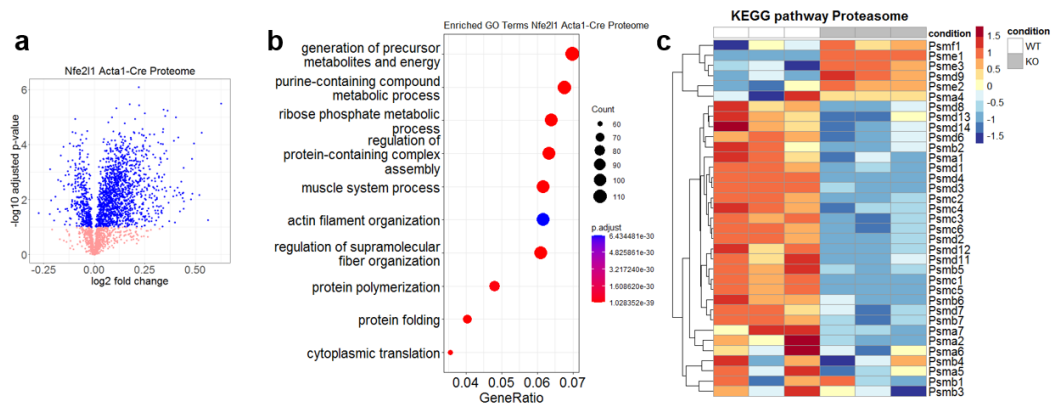 a
Nfe2l1 Acta1-Cre Proteome
-log10 adjusted p-value
6
4
2
0
-0.25
0.00
0.25
0.50
log2 fold change
b
Enriched GO Terms Nfe2l1 Acta1-Cre Proteome
generation of precursor
metabolites and energy
purine-containing compound
metabolic process
ribose phosphate metabolic
process
regulation of
protein-containing complex
assembly
muscle system process
actin filament organization
regulation of supramolecular
fiber organization
protein polymerization
protein folding
cytoplasmic translation
0.04
0.05
0.06
0.07
GeneRatio
Count
60
70
80
90
100
110
p.adjust
6.434481e-30
4.825861e-30
3.217240e-30
1.608620e-30
1.028352e-39
c
KEGG pathway Proteasome
condition
Psmf1
Psme1
Psme3
Psmd9
Psme2
Psma4
Psmd8
Psmd13
Psmd14
Psmd6
Psmb2
Psma1
Psmd1
Psmd4
Psmd3
Psmc2
Psmc4
Psmc3
Psmc6
Psmd2
Psmd12
Psmd11
Psmb5
Psmc1
Psmc5
Psmb6
Psmd7
Psmb7
Psma7
Psma2
Psma6
Psmb4
Psma5
Psmb1
Psmb3
1.5
1
0.5
0
-0.5
-1
-1.5
condition
WT
KO